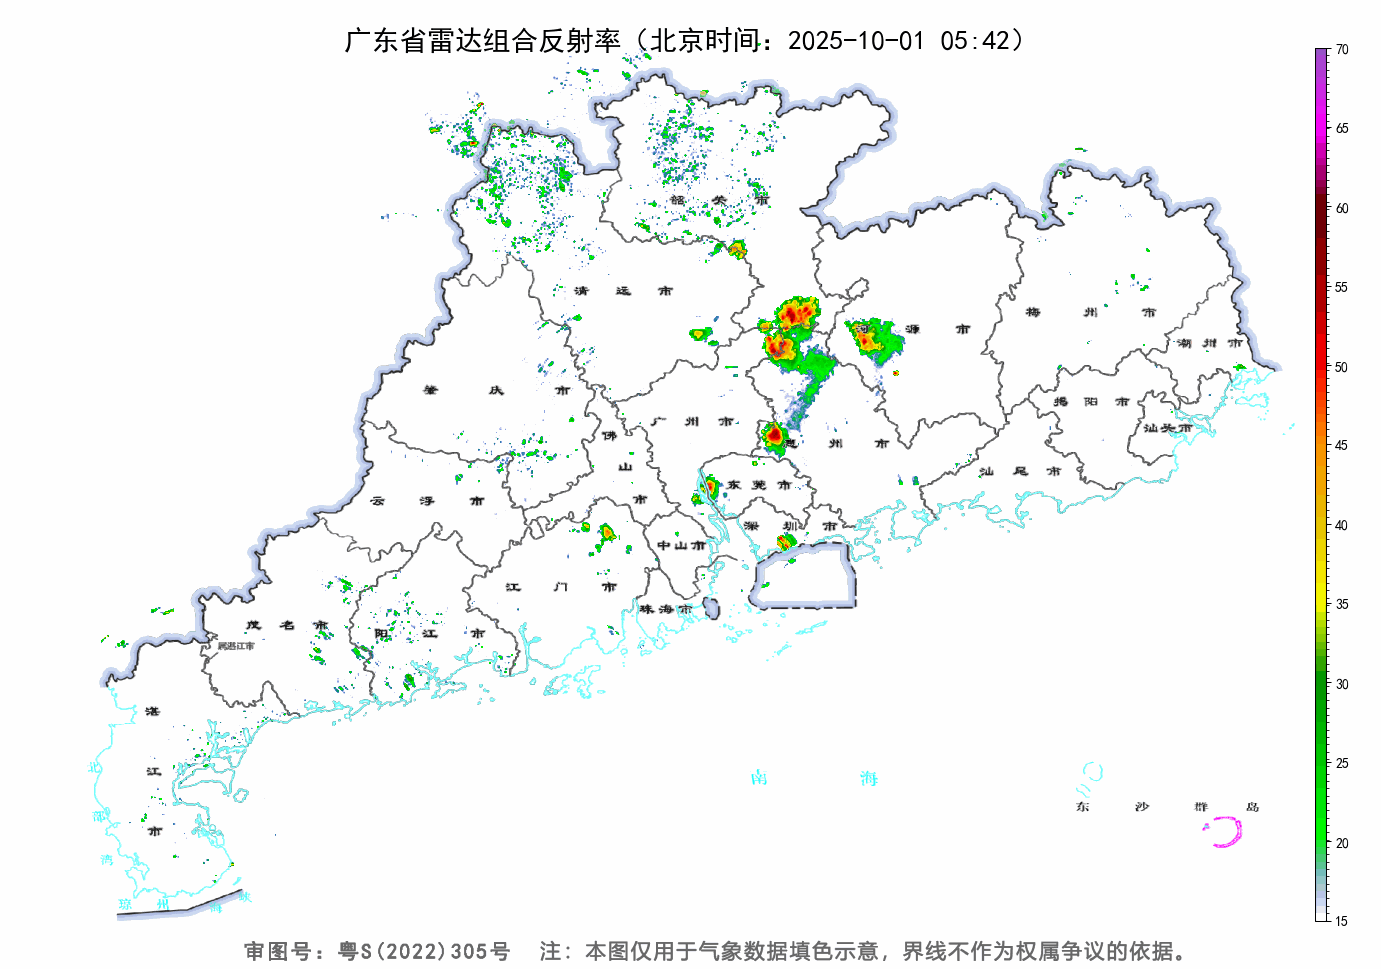 广东省雷达组合反射率（北京时间：2025-10-01 05:42）
70
65
60
55
50
45
40
35
30
25
20
15
韶关市
清远市
河源市
梅州市
潮州市
肇庆市
广州市
佛山市
惠州市
揭阳市
汕头市
汕尾市
云浮市
东莞市
深圳市
中山市
江门市
珠海市
茂名市
阳江市
属湛江市
湛江市
北部湾
琼州海峡
南海
东沙群岛
审图号：粤S(2022)305号 注：本图仅用于气象数据填色示意，界线不作为权属争议的依据。